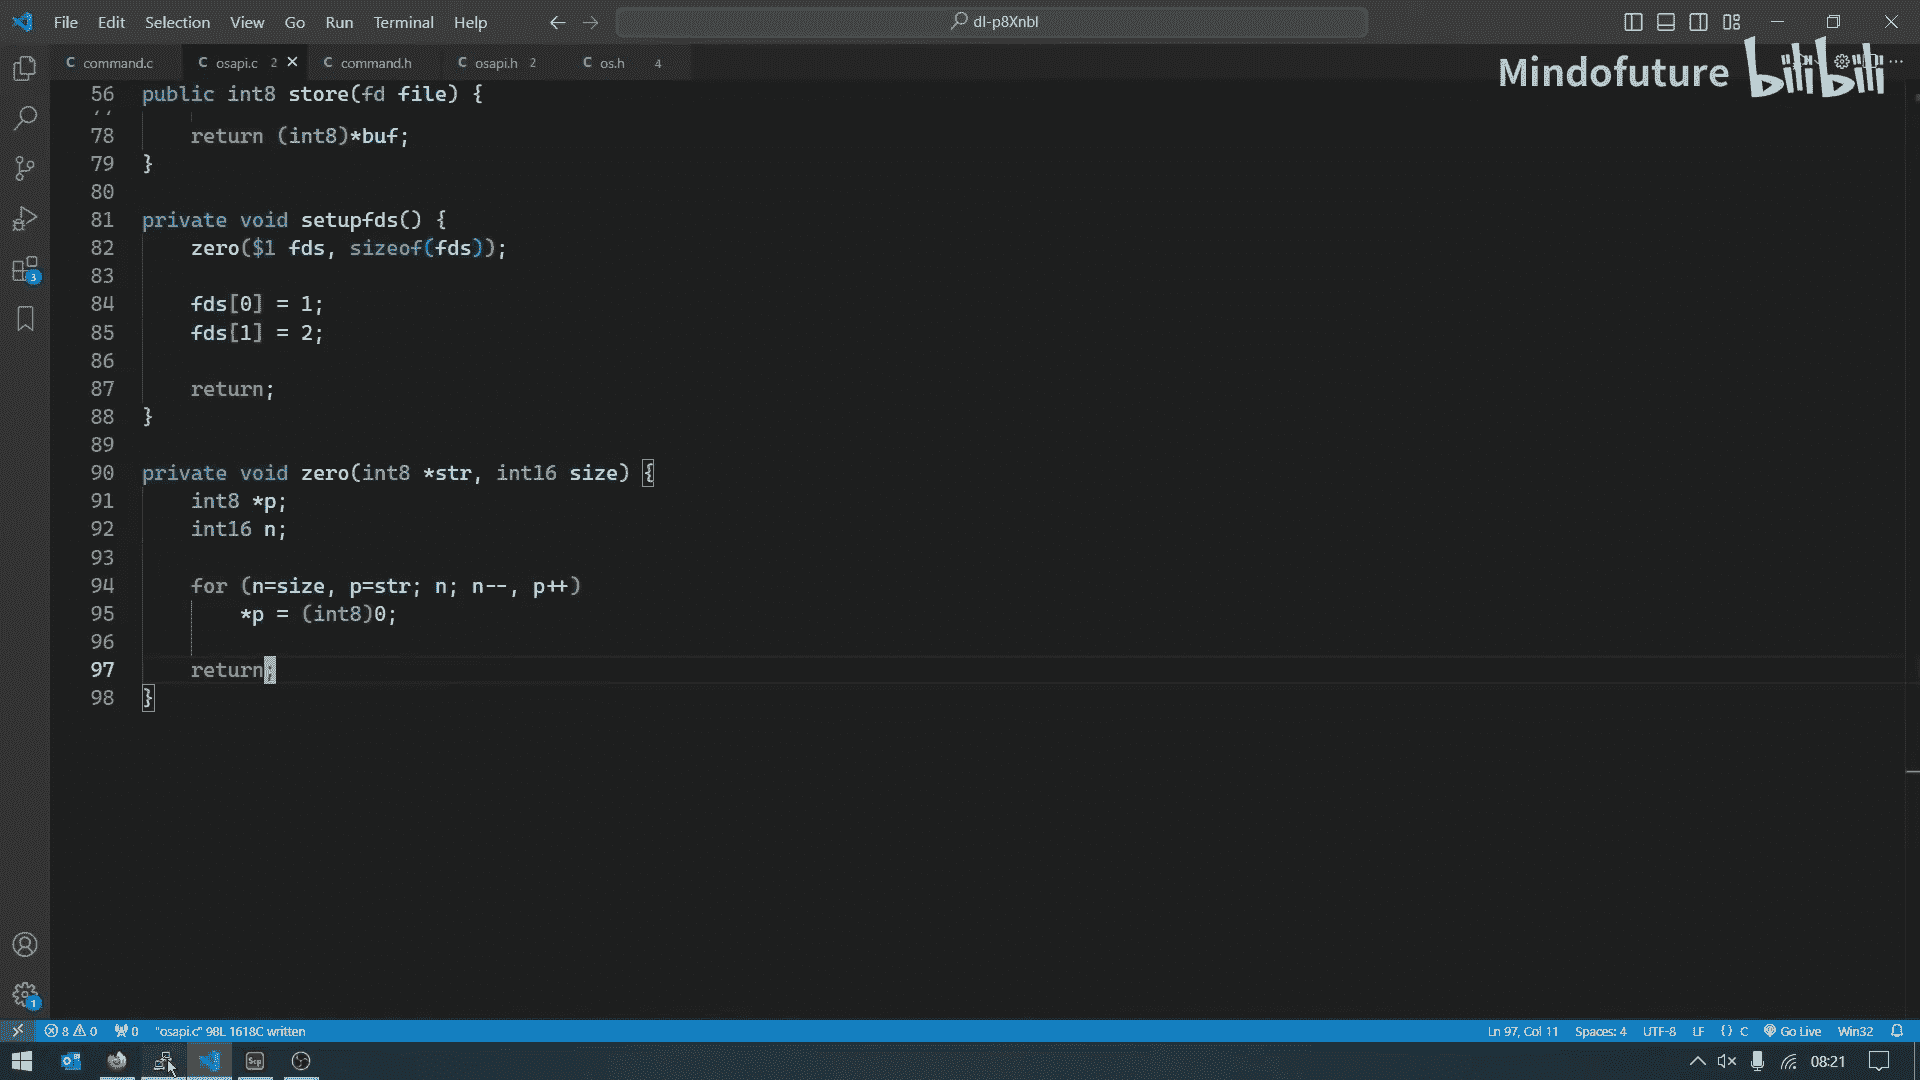 File Edit Selection View Go Run Terminal Help dl-p8Xnbl
command.c osapi.c 2 command.h osapi.h 2 os.h 4
Mindofuture bilibili
56 public int8 store(fd file) {
78 return (int8)*buf;
79 }
80
81 private void setupfds() {
82 zero($1 fds, sizeof(fds));
83
84 fds[0] = 1;
85 fds[1] = 2;
86
87 return;
88 }
89
90 private void zero(int8 *str, int16 size) {
91 int8 *p;
92 int16 n;
93
94 for (n=size, p=str; n; n--, p++)
95 *p = (int8)0;
96
97 return;
98 }
3
1
8 0 0 "osapi.c" 98L 1618C written Ln 97, Col 11 Spaces: 4 UTF-8 LF {} C Go Live Win32
Scp 08:21